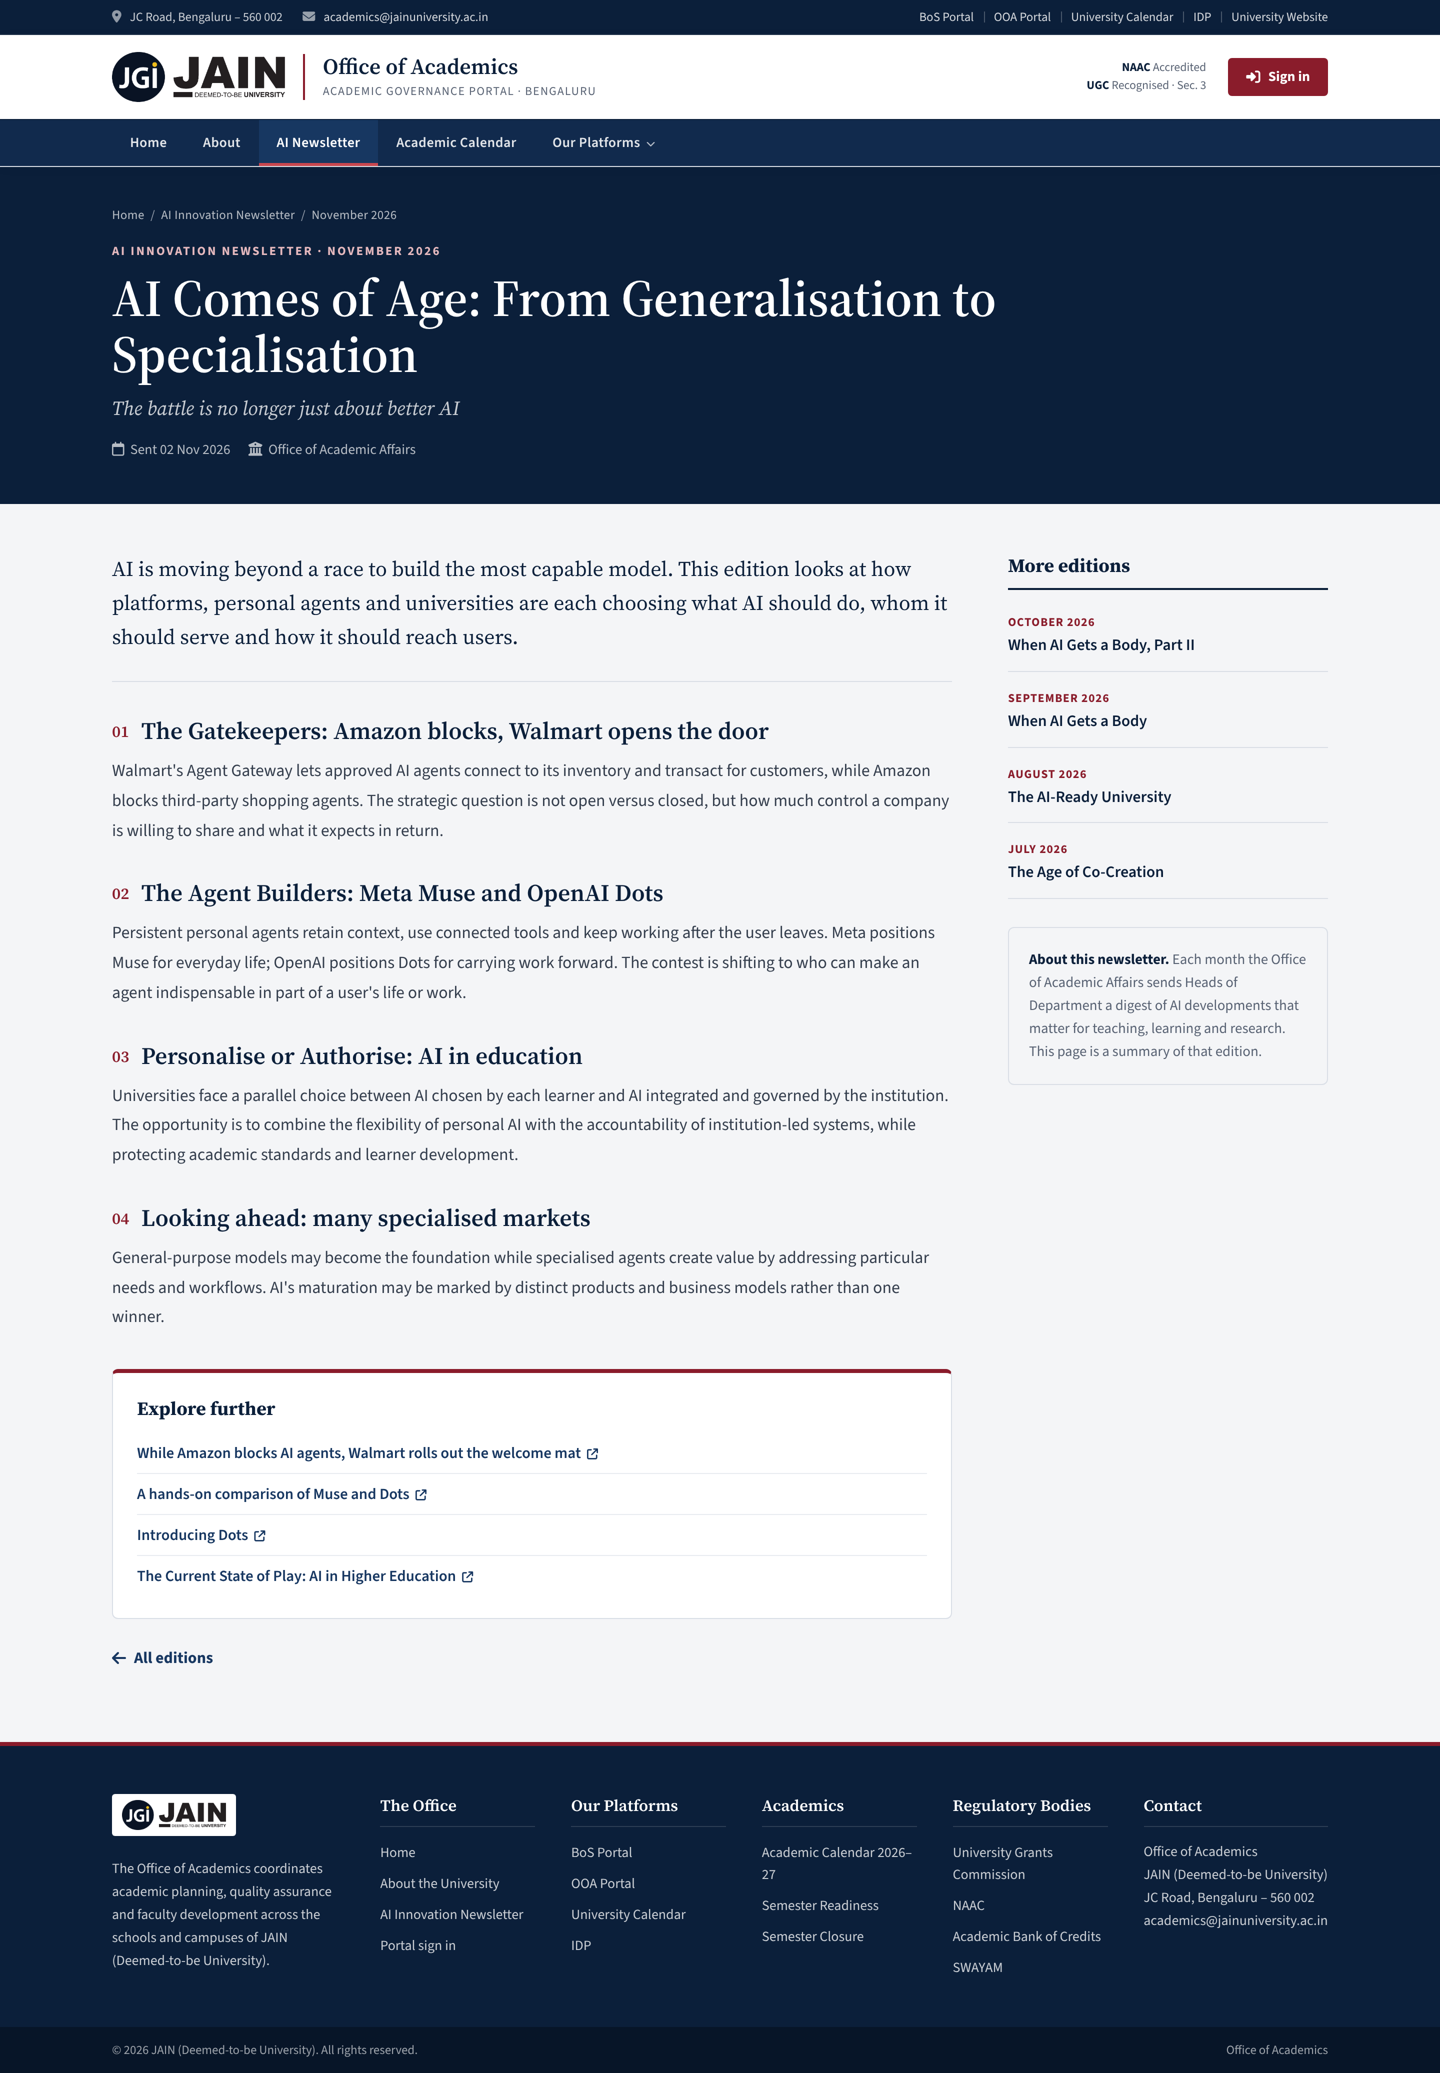 JC Road, Bengaluru – 560 002
academics@jainuniversity.ac.in
BoS Portal
OOA Portal
University Calendar
IDP
University Website
JGi JAIN
DEEMED-TO-BE UNIVERSITY
Office of Academics
ACADEMIC GOVERNANCE PORTAL · BENGALURU
NAAC Accredited
UGC Recognised · Sec. 3
Sign in
Home
About
AI Newsletter
Academic Calendar
Our Platforms
Home / AI Innovation Newsletter / November 2026
AI INNOVATION NEWSLETTER · NOVEMBER 2026
AI Comes of Age: From Generalisation to
Specialisation
The battle is no longer just about better AI
Sent 02 Nov 2026
Office of Academic Affairs
AI is moving beyond a race to build the most capable model. This edition looks at how
platforms, personal agents and universities are each choosing what AI should do, whom it
should serve and how it should reach users.
01 The Gatekeepers: Amazon blocks, Walmart opens the door
Walmart's Agent Gateway lets approved AI agents connect to its inventory and transact for customers, while Amazon
blocks third-party shopping agents. The strategic question is not open versus closed, but how much control a company
is willing to share and what it expects in return.
02 The Agent Builders: Meta Muse and OpenAI Dots
Persistent personal agents retain context, use connected tools and keep working after the user leaves. Meta positions
Muse for everyday life; OpenAI positions Dots for carrying work forward. The contest is shifting to who can make an
agent indispensable in part of a user's life or work.
03 Personalise or Authorise: AI in education
Universities face a parallel choice between AI chosen by each learner and AI integrated and governed by the institution.
The opportunity is to combine the flexibility of personal AI with the accountability of institution-led systems, while
protecting academic standards and learner development.
04 Looking ahead: many specialised markets
General-purpose models may become the foundation while specialised agents create value by addressing particular
needs and workflows. AI's maturation may be marked by distinct products and business models rather than one
winner.
Explore further
While Amazon blocks AI agents, Walmart rolls out the welcome mat
A hands-on comparison of Muse and Dots
Introducing Dots
The Current State of Play: AI in Higher Education
All editions
More editions
OCTOBER 2026
When AI Gets a Body, Part II
SEPTEMBER 2026
When AI Gets a Body
AUGUST 2026
The AI-Ready University
JULY 2026
The Age of Co-Creation
About this newsletter. Each month the Office
of Academic Affairs sends Heads of
Department a digest of AI developments that
matter for teaching, learning and research.
This page is a summary of that edition.
JGi JAIN
DEEMED-TO-BE UNIVERSITY
The Office of Academics coordinates
academic planning, quality assurance
and faculty development across the
schools and campuses of JAIN
(Deemed-to-be University).
The Office
Home
About the University
AI Innovation Newsletter
Portal sign in
Our Platforms
BoS Portal
OOA Portal
University Calendar
IDP
Academics
Academic Calendar 2026–
27
Semester Readiness
Semester Closure
Regulatory Bodies
University Grants
Commission
NAAC
Academic Bank of Credits
SWAYAM
Contact
Office of Academics
JAIN (Deemed-to-be University)
JC Road, Bengaluru – 560 002
academics@jainuniversity.ac.in
© 2026 JAIN (Deemed-to-be University). All rights reserved.
Office of Academics